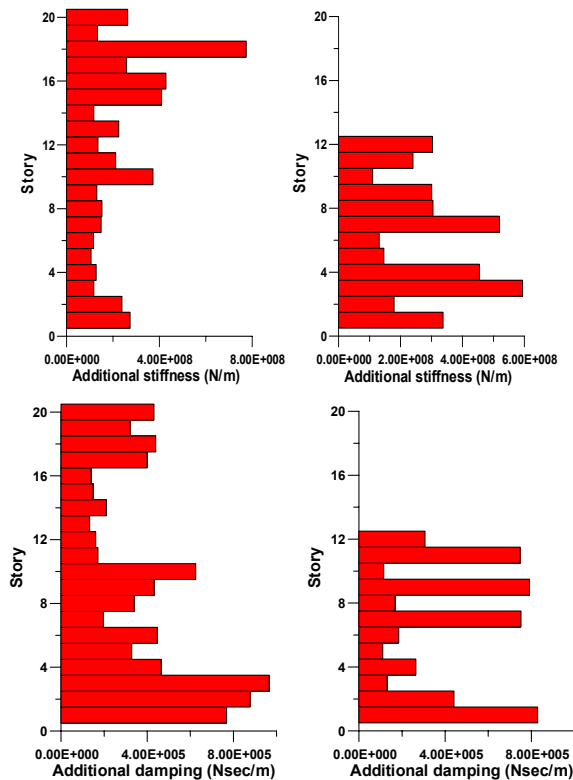 20
16
12
8
4
0
Story
0.00E+000 4.00E+008 8.00E+008
Additional stiffness (N/m)
20
16
12
8
4
0
Story
0.00E+000 2.00E+008 4.00E+008 6.00E+008
Additional stiffness (N/m)
20
16
12
8
4
0
Story
0.00E+000 4.00E+005 8.00E+005
Additional damping (Nsec/m)
20
16
12
8
4
0
Story
0.00E+000 4.00E+005 8.00E+005
Additional damping (Nsec/m)